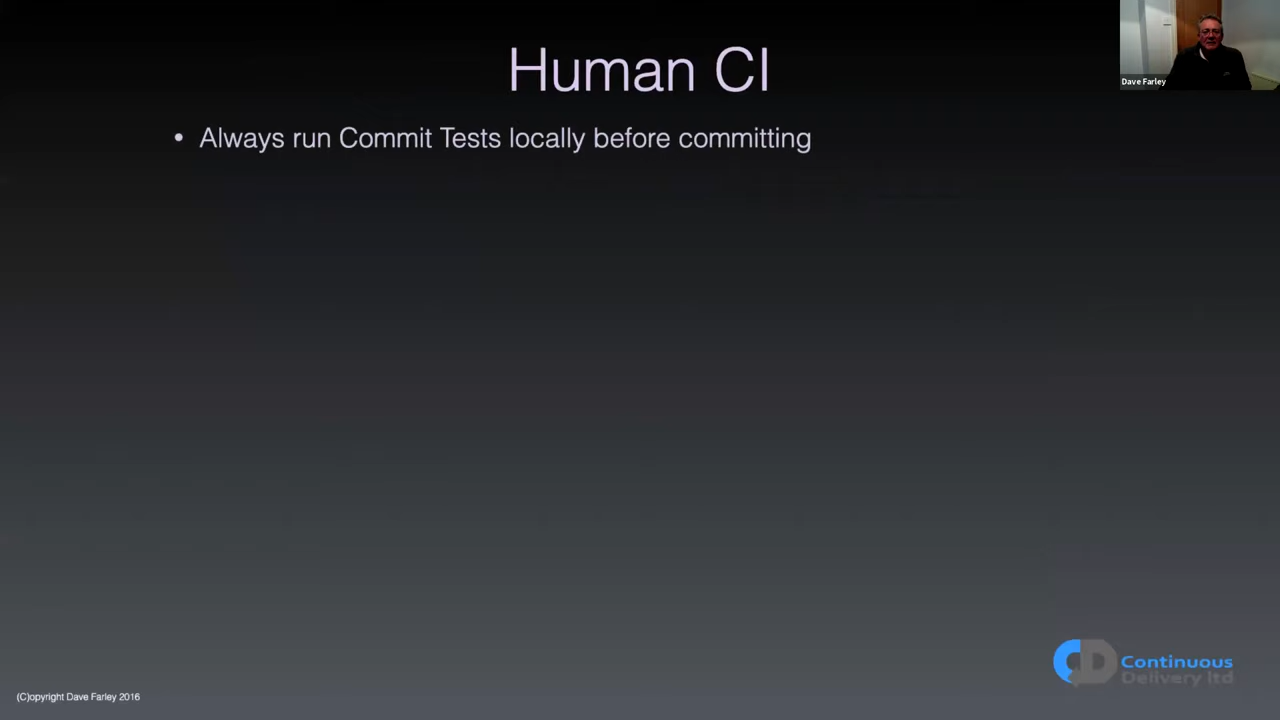 Human CI
Dave Farley
• Always run Commit Tests locally before committing
Continuous
Delivery ltd
(C)opyright Dave Farley 2016